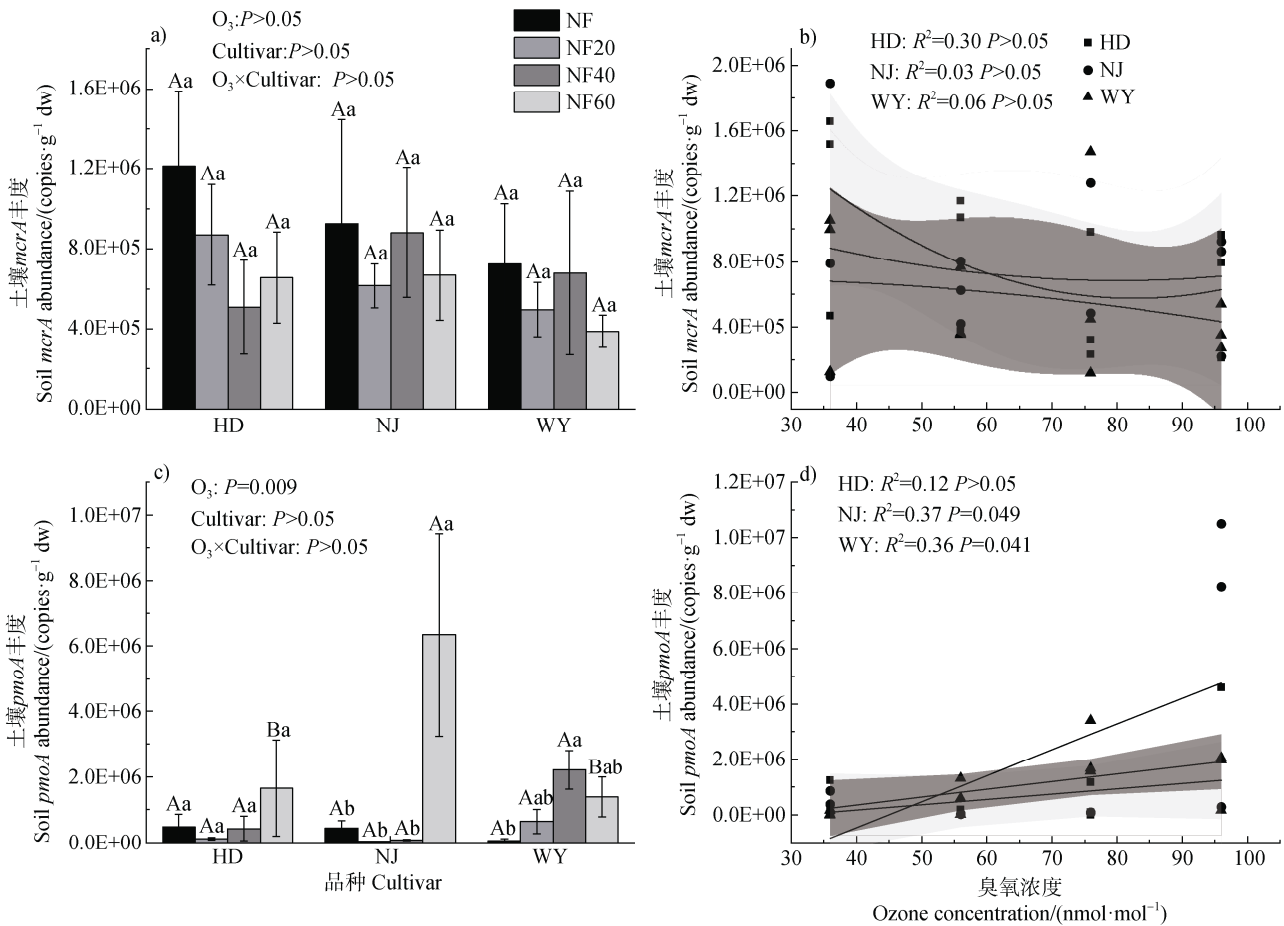 a)
O₃:P>0.05
Cultivar:P>0.05
O₃×Cultivar: P>0.05
NF
NF20
NF40
NF60
土壤mcrA丰度
Soil mcrA abundance/(copies·g⁻¹ dw)
1.6E+06
1.2E+06
8.0E+05
4.0E+05
0.0E+00
Aa
Aa
Aa
Aa
Aa
Aa
Aa
Aa
Aa
Aa
Aa
Aa
HD
NJ
WY
b)
HD: R²=0.30 P>0.05
NJ: R²=0.03 P>0.05
WY: R²=0.06 P>0.05
HD
NJ
WY
土壤mcrA丰度
Soil mcrA abundance/(copies·g⁻¹ dw)
2.0E+06
1.6E+06
1.2E+06
8.0E+05
4.0E+05
0.0E+00
30 40 50 60 70 80 90 100
c)
O₃: P=0.009
Cultivar: P>0.05
O₃×Cultivar: P>0.05
土壤pmoA丰度
Soil pmoA abundance/(copies·g⁻¹ dw)
1.0E+07
8.0E+06
6.0E+06
4.0E+06
2.0E+06
0.0E+00
Aa
Aa
Aa
Ba
Ab
Ab
Ab
Aa
Ab
Aab
Aa
Bab
HD
NJ
WY
品种 Cultivar
d)
HD: R²=0.12 P>0.05
NJ: R²=0.37 P=0.049
WY: R²=0.36 P=0.041
土壤pmoA丰度
Soil pmoA abundance/(copies·g⁻¹ dw)
1.2E+07
1.0E+07
8.0E+06
6.0E+06
4.0E+06
2.0E+06
0.0E+00
30 40 50 60 70 80 90 100
臭氧浓度
Ozone concentration/(nmol·mol⁻¹)